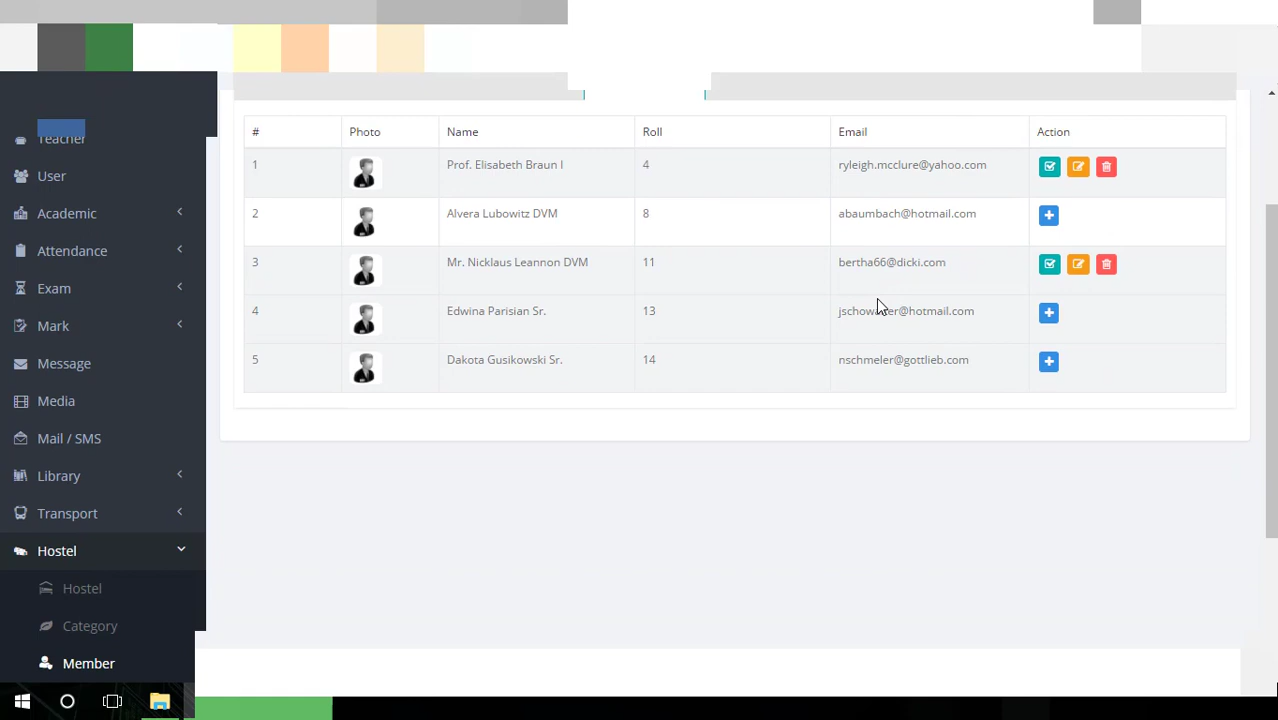 Teacher
User
Academic
Attendance
Exam
Mark
Message
Media
Mail / SMS
Library
Transport
Hostel
Hostel
Category
Member
# Photo Name Roll Email Action
1 Prof. Elisabeth Braun I 4 ryleigh.mcclure@yahoo.com
2 Alvera Lubowitz DVM 8 abaumbach@hotmail.com
3 Mr. Nicklaus Leannon DVM 11 bertha66@dicki.com
4 Edwina Parisian Sr. 13
5 Dakota Gusikowski Sr. 14 nschmeler@gottlieb.com